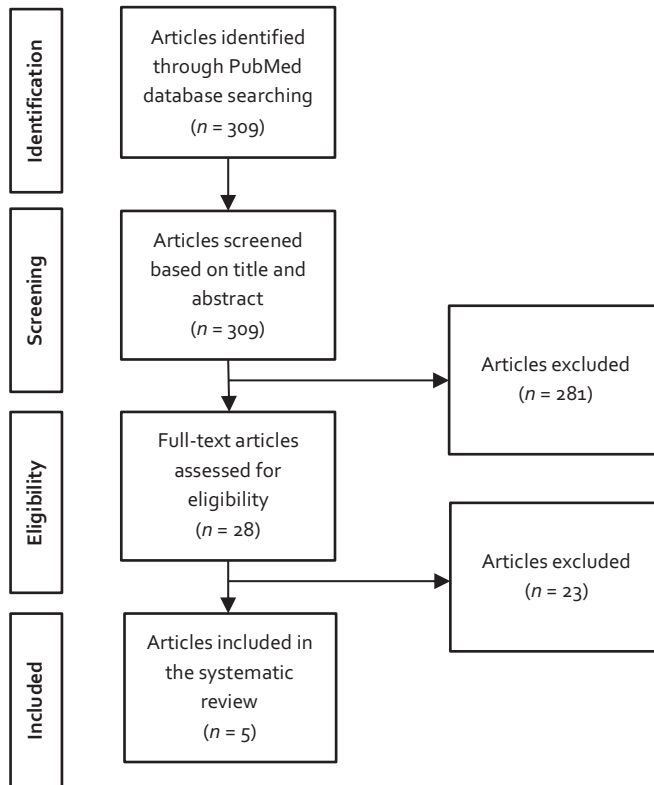 Identification
Articles identified
through PubMed
database searching
(n = 309)
Screening
Articles screened
based on title and
abstract
(n = 309)
Articles excluded
(n = 281)
Eligibility
Full-text articles
assessed for
eligibility
(n = 28)
Articles excluded
(n = 23)
Included
Articles included in
the systematic
review
(n = 5)